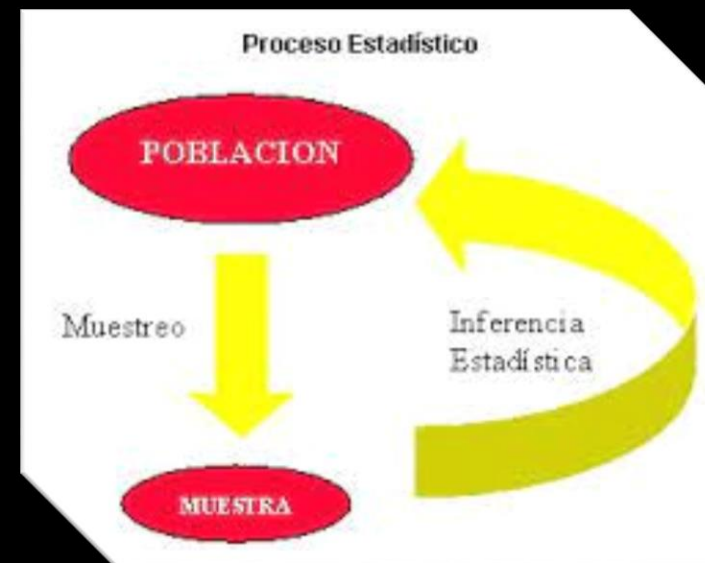 Proceso Estadístico
POBLACION
Muestreo
Inferencia
Estadística
MUESTRA